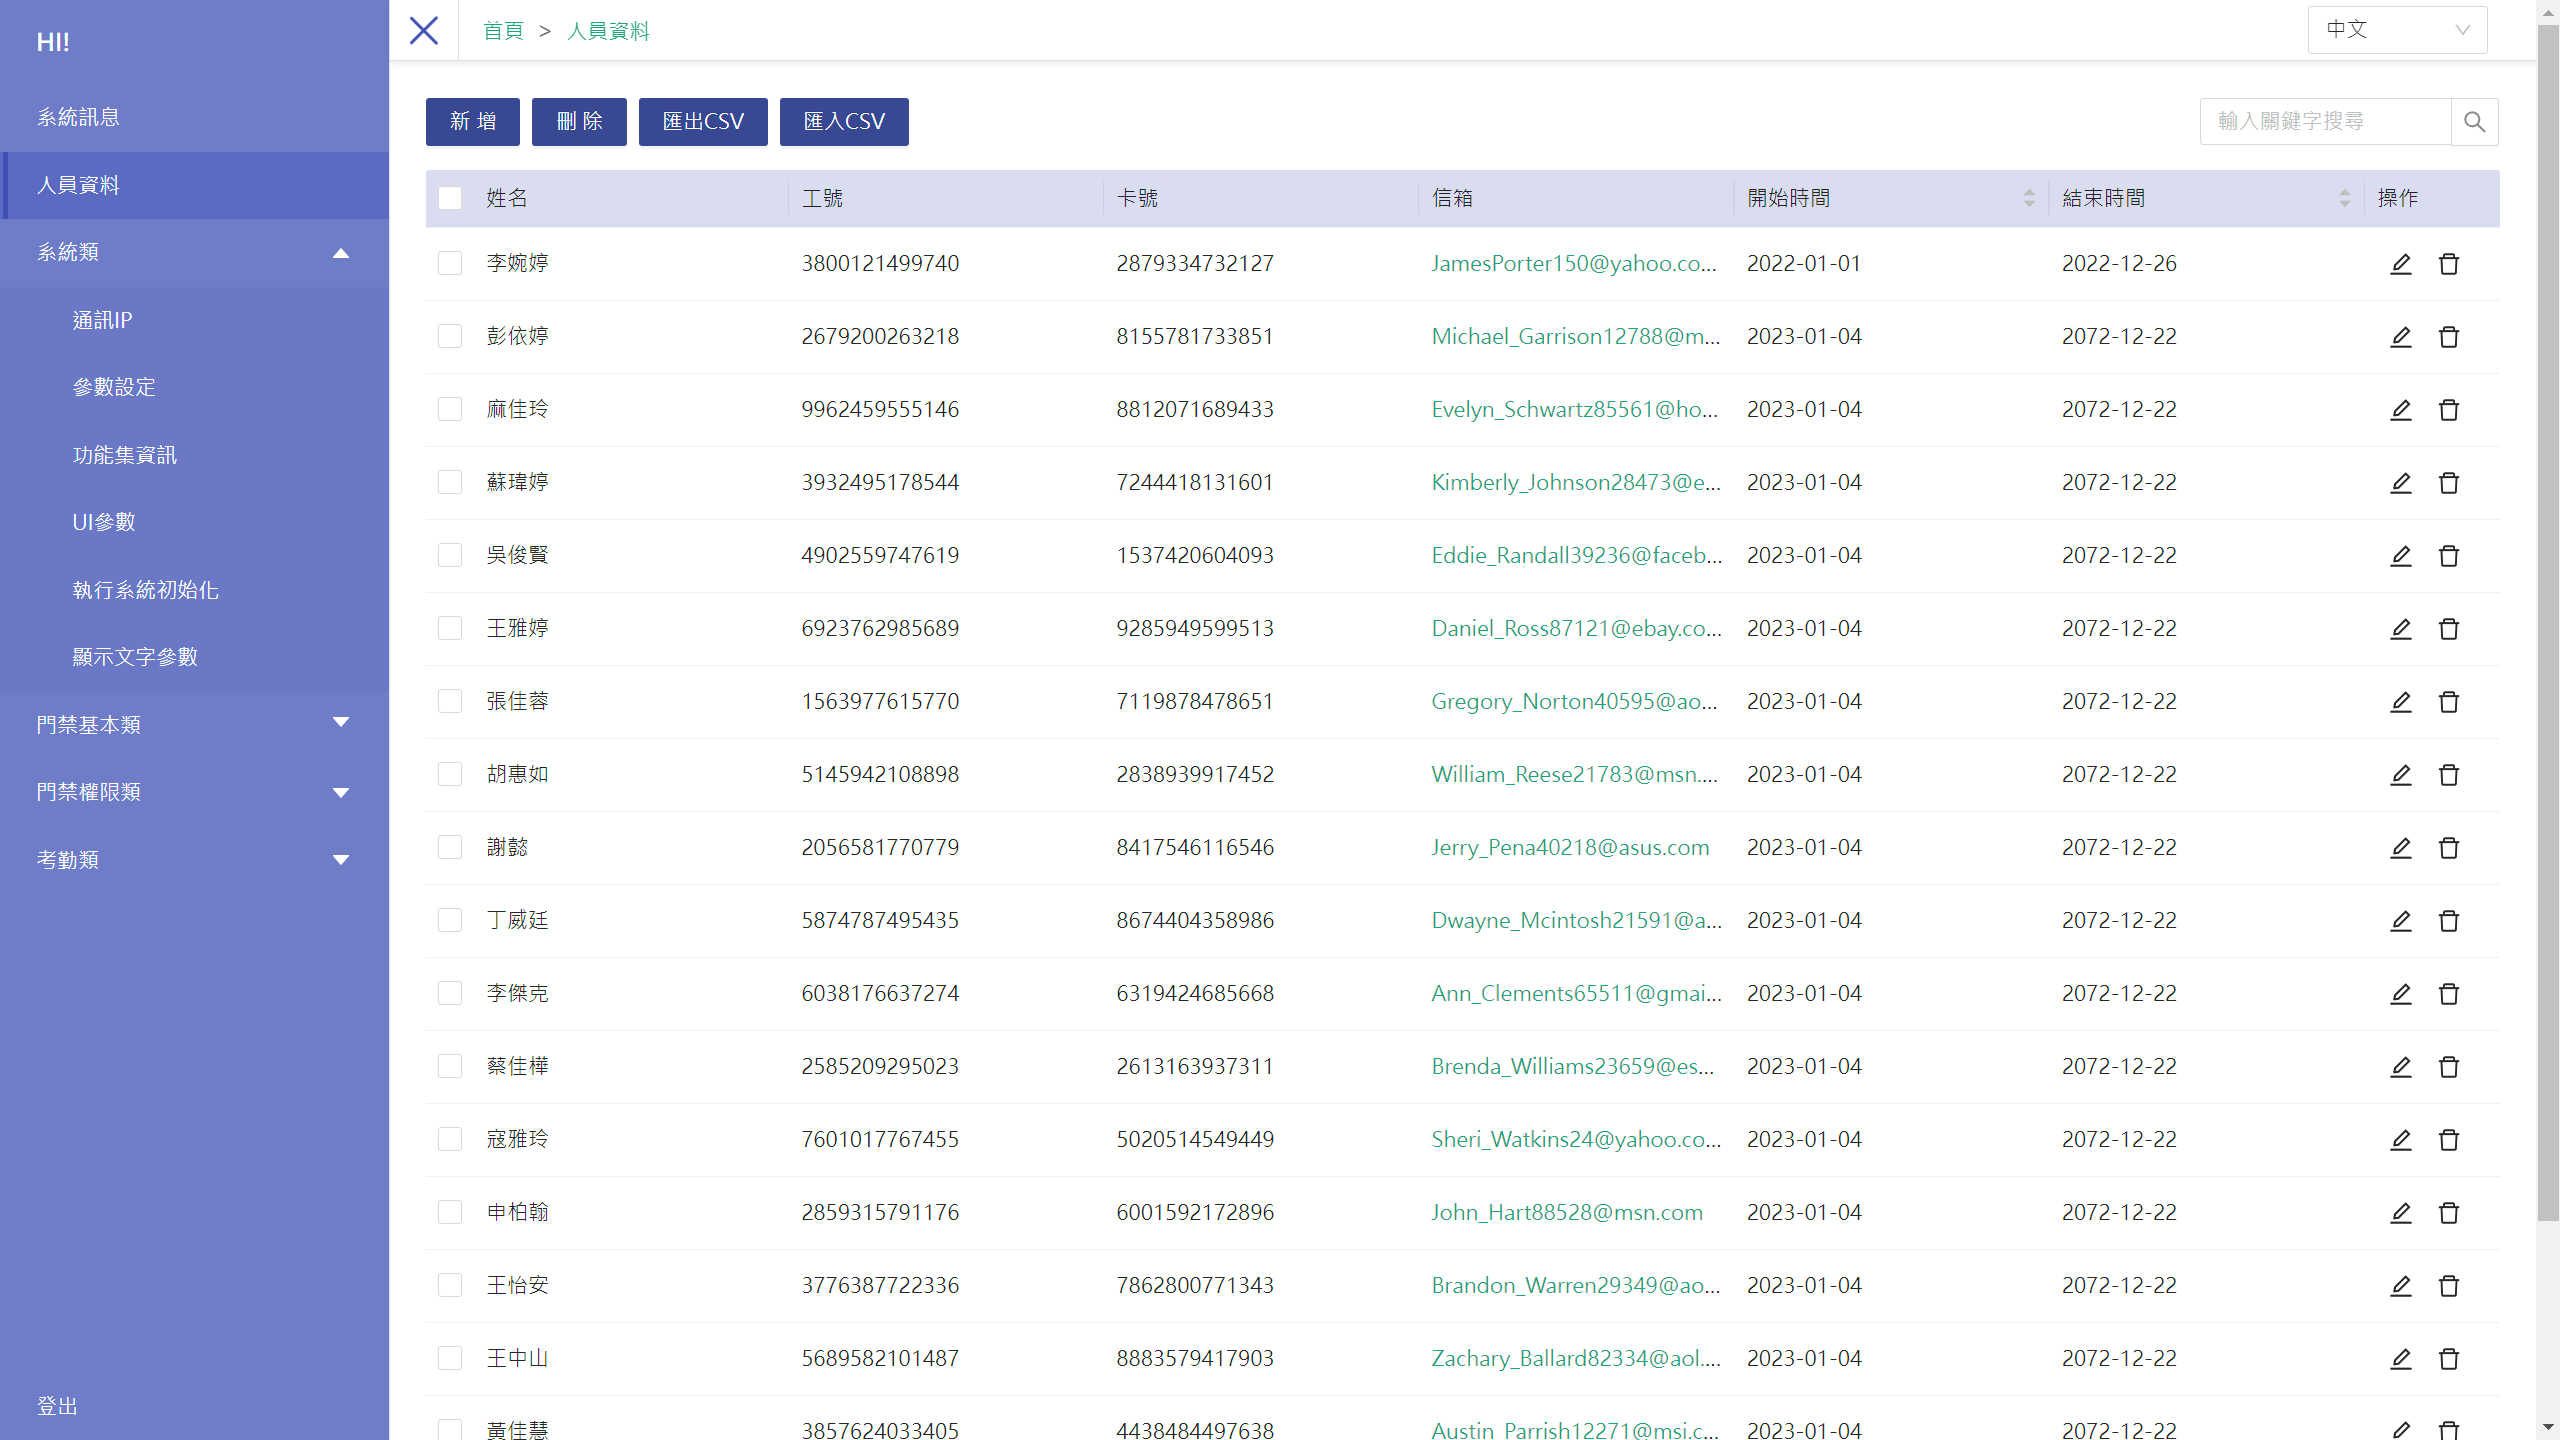 HI!
系統訊息
人員資料
系統類
通訊IP
參數設定
功能集資訊
UI參數
執行系統初始化
顯示文字參數
門禁基本類
門禁權限類
考勤類
登出
首頁 > 人員資料
中文
新 增 刪 除 匯出CSV 匯入CSV
輸入關鍵字搜尋
姓名 工號 卡號 信箱 開始時間 結束時間 操作
李婉婷 3800121499740 2879334732127 JamesPorter150@yahoo.co... 2022-01-01 2022-12-26
彭依婷 2679200263218 8155781733851 Michael_Garrison12788@m... 2023-01-04 2072-12-22
麻佳玲 9962459555146 8812071689433 Evelyn_Schwartz85561@ho... 2023-01-04 2072-12-22
蘇瑋婷 3932495178544 7244418131601 Kimberly_Johnson28473@e... 2023-01-04 2072-12-22
吳俊賢 4902559747619 1537420604093 Eddie_Randall39236@faceb... 2023-01-04 2072-12-22
王雅婷 6923762985689 9285949599513 Daniel_Ross87121@ebay.co... 2023-01-04 2072-12-22
張佳蓉 1563977615770 7119878478651 Gregory_Norton40595@ao... 2023-01-04 2072-12-22
胡惠如 5145942108898 2838939917452 William_Reese21783@msn.... 2023-01-04 2072-12-22
謝懿 2056581770779 8417546116546 Jerry_Pena40218@asus.com 2023-01-04 2072-12-22
丁威廷 5874787495435 8674404358986 Dwayne_Mcintosh21591@a... 2023-01-04 2072-12-22
李傑克 6038176637274 6319424685668 Ann_Clements65511@gmai... 2023-01-04 2072-12-22
蔡佳樺 2585209295023 2613163937311 Brenda_Williams23659@es... 2023-01-04 2072-12-22
寇雅玲 7601017767455 5020514549449 Sheri_Watkins24@yahoo.co... 2023-01-04 2072-12-22
申柏翰 2859315791176 6001592172896 John_Hart88528@msn.com 2023-01-04 2072-12-22
王怡安 3776387722336 7862800771343 Brandon_Warren29349@ao... 2023-01-04 2072-12-22
王中山 5689582101487 8883579417903 Zachary_Ballard82334@aol.... 2023-01-04 2072-12-22
黃佳慧 3857624033405 4438484497638 Austin_Parrish12271@msi.c... 2023-01-04 2072-12-22